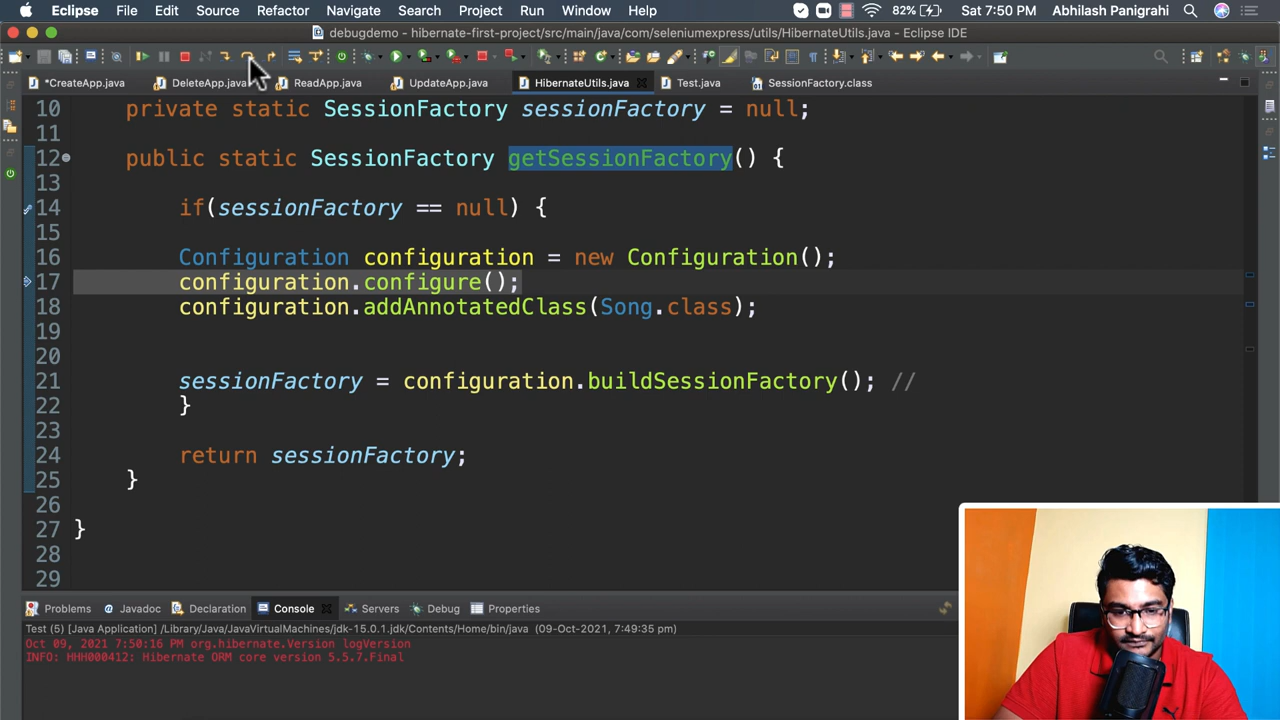 Eclipse File Edit Source Refactor Navigate Search Project Run Window Help 82% Sat 7:50 PM Abhilash Panigrahi
debugdemo - hibernate-first-project/src/main/java/com/seleniumexpress/utils/HibernateUtils.java - Eclipse IDE
*CreateApp.java DeleteApp.java ReadApp.java UpdateApp.java HibernateUtils.java Test.java SessionFactory.class
10 private static SessionFactory sessionFactory = null;
11
12 public static SessionFactory getSessionFactory() {
13
14 if(sessionFactory == null) {
15
16 Configuration configuration = new Configuration();
17 configuration.configure();
18 configuration.addAnnotatedClass(Song.class);
19
20
21 sessionFactory = configuration.buildSessionFactory(); //
22 }
23
24 return sessionFactory;
25 }
26
27 }
28
29
Problems Javadoc Declaration Console Servers Debug Properties
Test (5) [Java Application] /Library/Java/JavaVirtualMachines/jdk-15.0.1.jdk/Contents/Home/bin/java (09-Oct-2021, 7:49:35 pm)
Oct 09, 2021 7:50:16 PM org.hibernate.Version logVersion
INFO: HHH000412: Hibernate ORM core version 5.5.7.Final